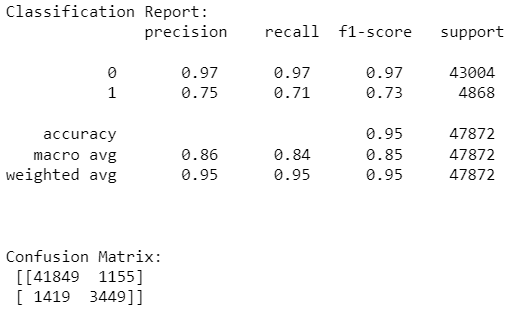 Classification Report:
precision recall f1-score support
0 0.97 0.97 0.97 43004
1 0.75 0.71 0.73 4868
accuracy 0.95 47872
macro avg 0.86 0.84 0.85 47872
weighted avg 0.95 0.95 0.95 47872
Confusion Matrix:
[[41849 1155]
[ 1419 3449]]